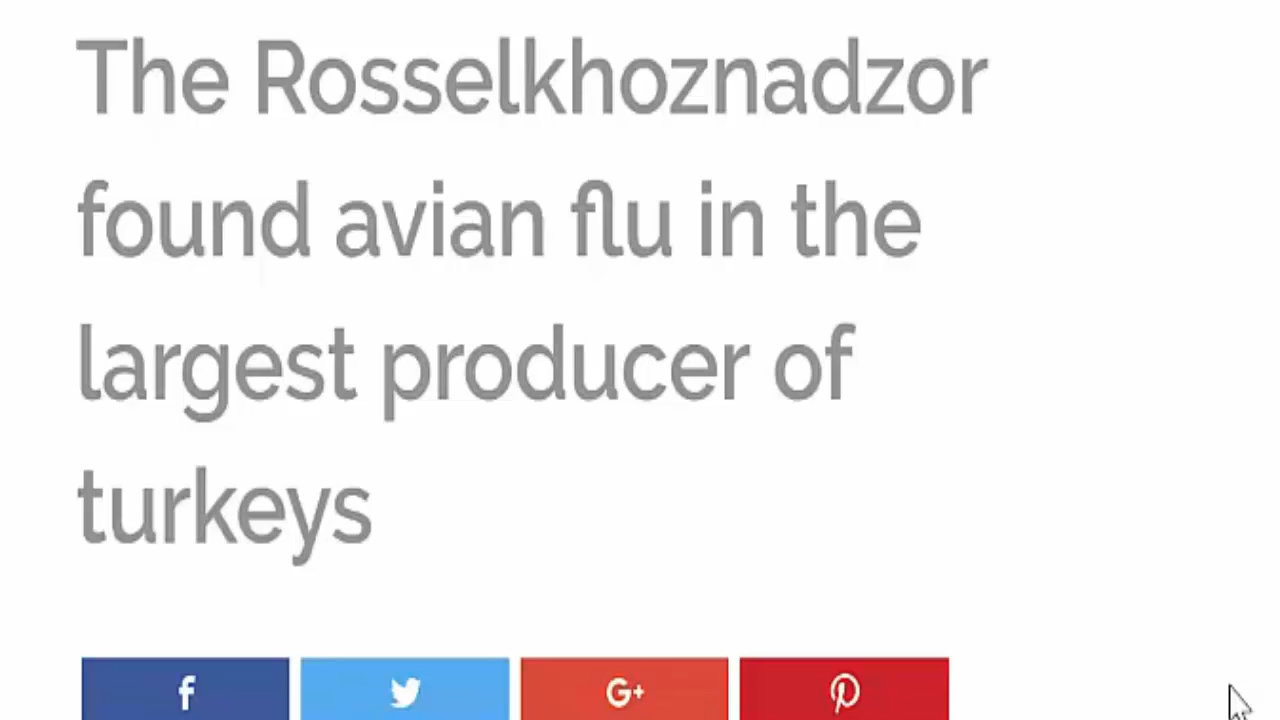 The Rosselkhoznadzor
found avian flu in the
largest producer of
turkeys
f
G+